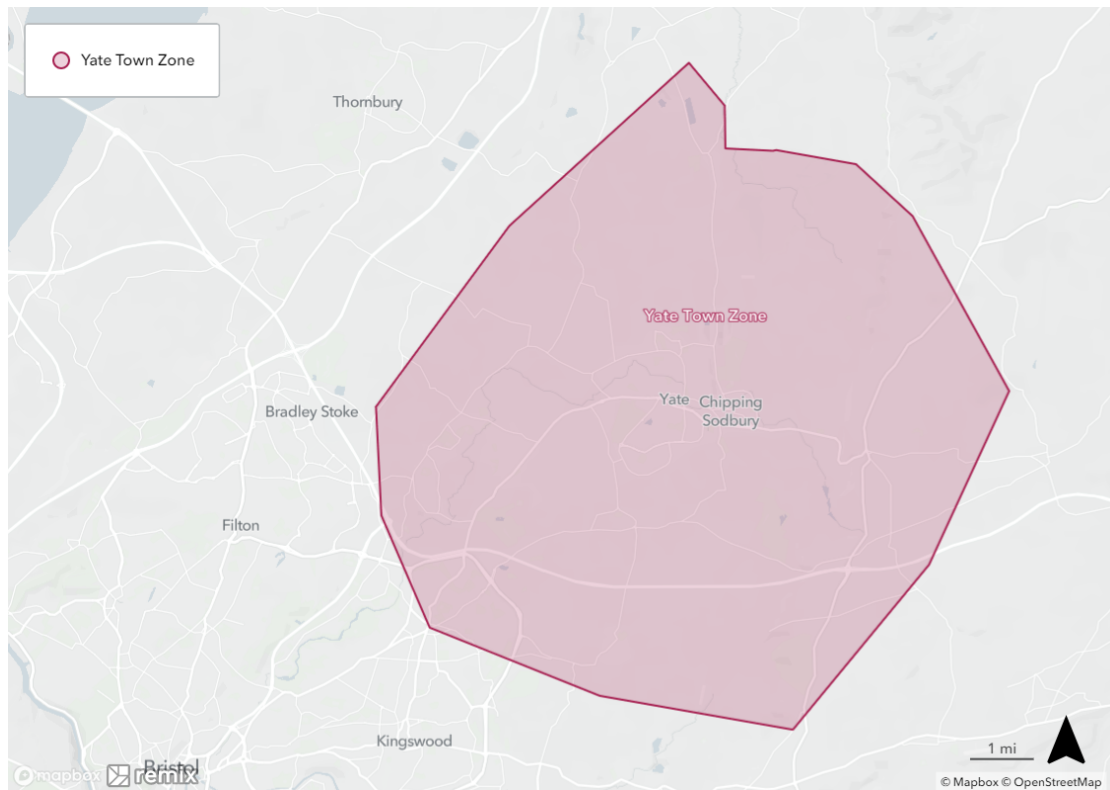 Yate Town Zone
Thornbury
Yate Town Zone
Yate
Chipping
Sodbury
Bradley Stoke
Filton
Kingswood
1 mi
Bristol
mapbox
remix
© Mapbox © OpenStreetMap